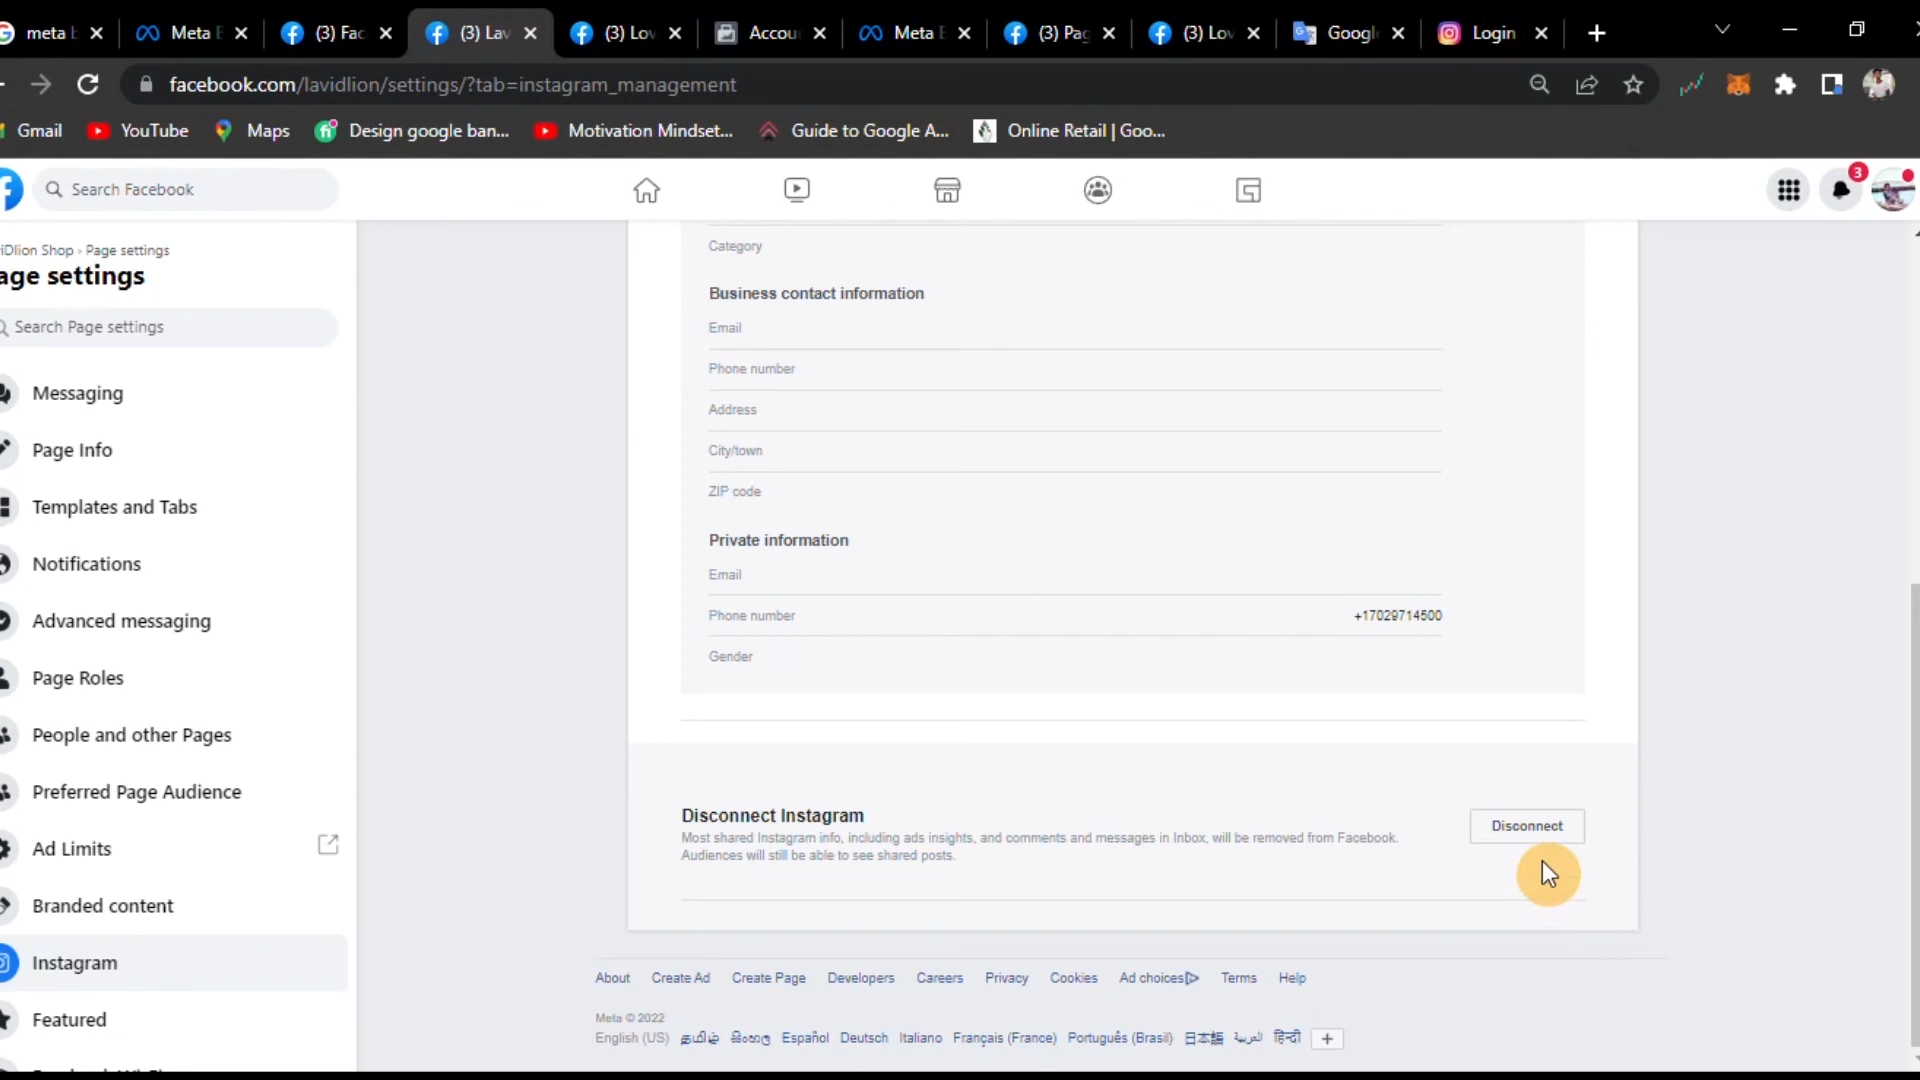 meta b
Meta B
(3) Fac
(3) Lav
(3) Lov
Accou
Meta B
(3) Pag
(3) Lov
Googl
Login
facebook.com/lavidlion/settings/?tab=instagram_management
Gmail
YouTube
Maps
Design google ban...
Motivation Mindset...
Guide to Google A...
Online Retail | Goo...
Search Facebook
3
iDlion Shop › Page settings
age settings
Search Page settings
Messaging
Page Info
Templates and Tabs
Notifications
Advanced messaging
Page Roles
People and other Pages
Preferred Page Audience
Ad Limits
Branded content
Instagram
Featured
Category
Business contact information
Email
Phone number
Address
City/town
ZIP code
Private information
Email
Phone number +17029714500
Gender
Disconnect Instagram
Most shared Instagram info, including ads insights, and comments and messages in Inbox, will be removed from Facebook.
Audiences will still be able to see shared posts.
Disconnect
About Create Ad Create Page Developers Careers Privacy Cookies Ad choices Terms Help
Meta © 2022
English (US) தமிழ் සිංහල Español Deutsch Italiano Français (France) Português (Brasil) 日本語 العربية हिन्दी